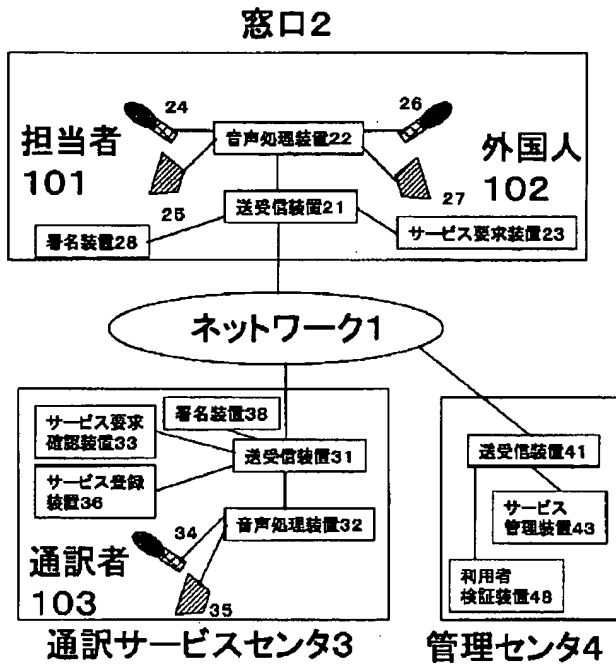 窓口2
24
26
音声処理装置22
担当者
101
外国人
102
25
27
送受信装置21
署名装置28
サービス要求装置23
ネットワーク1
サービス要求
確認装置33
署名装置38
送受信装置31
サービス登録
装置36
34
音声処理装置32
通訳者
103
35
通訳サービスセンタ3
送受信装置41
サービス
管理装置43
利用者
検証装置48
管理センタ4